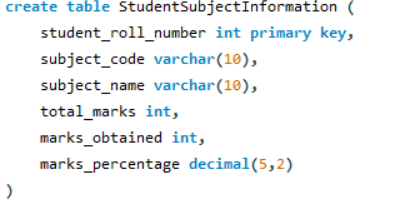 create table StudentSubjectInformation (
student_roll_number int primary key,
subject_code varchar(10),
subject_name varchar(10),
total_marks int,
marks_obtained int,
marks_percentage decimal(5,2)
)